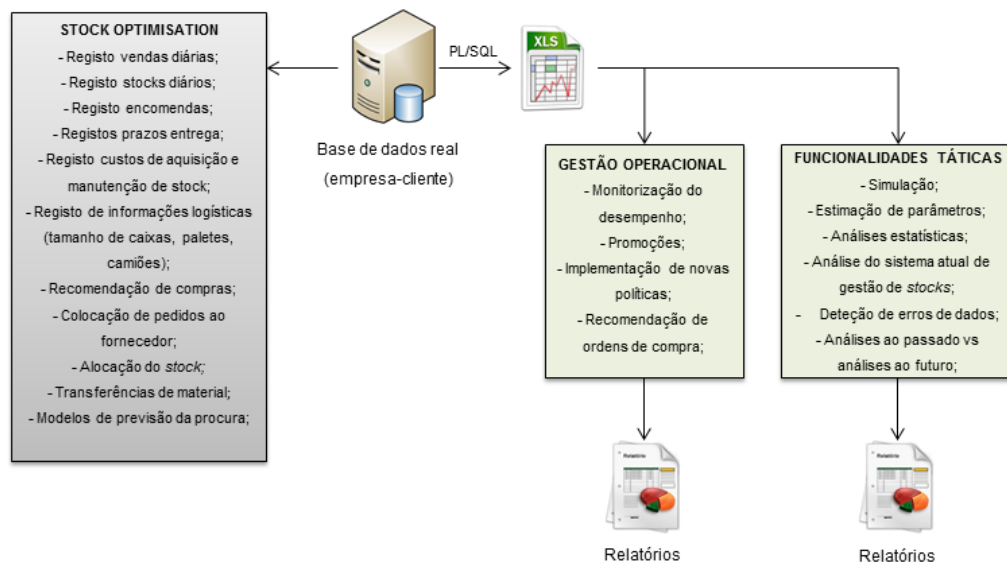 STOCK OPTIMISATION
- Registo vendas diárias;
- Registo stocks diários;
- Registo encomendas;
- Registos prazos entrega;
- Registo custos de aquisição e
manutenção de stock;
- Registo de informações logísticas
(tamanho de caixas, paletes,
camiões);
- Recomendação de compras;
- Colocação de pedidos ao
fornecedor;
- Alocação do stock;
- Transferências de material;
- Modelos de previsão da procura;
Base de dados real
(empresa-cliente)
PL/SQL
XLS
GESTÃO OPERACIONAL
- Monitorização do
desempenho;
- Promoções;
- Implementação de novas
políticas;
- Recomendação de
ordens de compra;
FUNCIONALIDADES TÁTICAS
- Simulação;
- Estimação de parâmetros;
- Análises estatísticas;
- Análise do sistema atual de
gestão de stocks;
- Deteção de erros de dados;
- Análises ao passado vs
análises ao futuro;
Relatório
Relatórios
Relatório
Relatórios